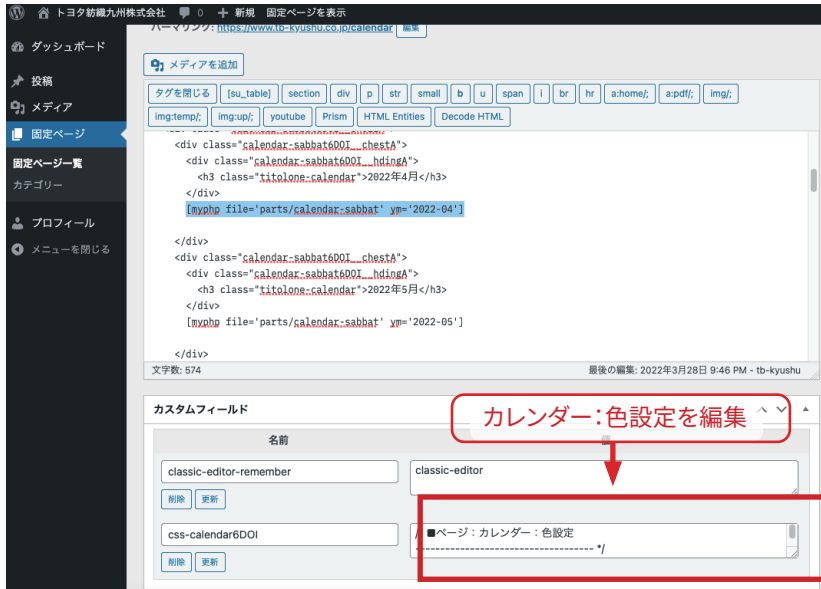 トヨタ紡織九州株式会社 0 新規 固定ページを表示
ダッシュボード
投稿
メディア
固定ページ
固定ページ一覧
カテゴリー
プロフィール
メニューを閉じる
パーマリンク: https://www.tb-kyushu.co.jp/calendar 編集
メディアを追加
タグを閉じる [su_table] section div p str small b u span i br hr a:home/; a:pdf/; img/;
img:temp/; img:up/; youtube Prism HTML Entities Decode HTML
<div class="calendar-sabbat6DOI__chestA">
<div class="calendar-sabbat6DOI__hdingA">
<h3 class="titolone-calendar">2022年4月</h3>
</div>
[myphp file='parts/calendar-sabbat' ym='2022-04']
</div>
<div class="calendar-sabbat6DOI__chestA">
<div class="calendar-sabbat6DOI__hdingA">
<h3 class="titolone-calendar">2022年5月</h3>
</div>
[myphp file='parts/calendar-sabbat' ym='2022-05']
</div>
文字数: 574 最後の編集: 2022年3月28日 9:46 PM - tb-kyushu
カスタムフィールド
カレンダー：色設定を編集
名前
classic-editor-remember classic-editor
削除 更新
css-calendar6DOI /* ■ページ：カレンダー：色設定
------------------------------------ */
削除 更新